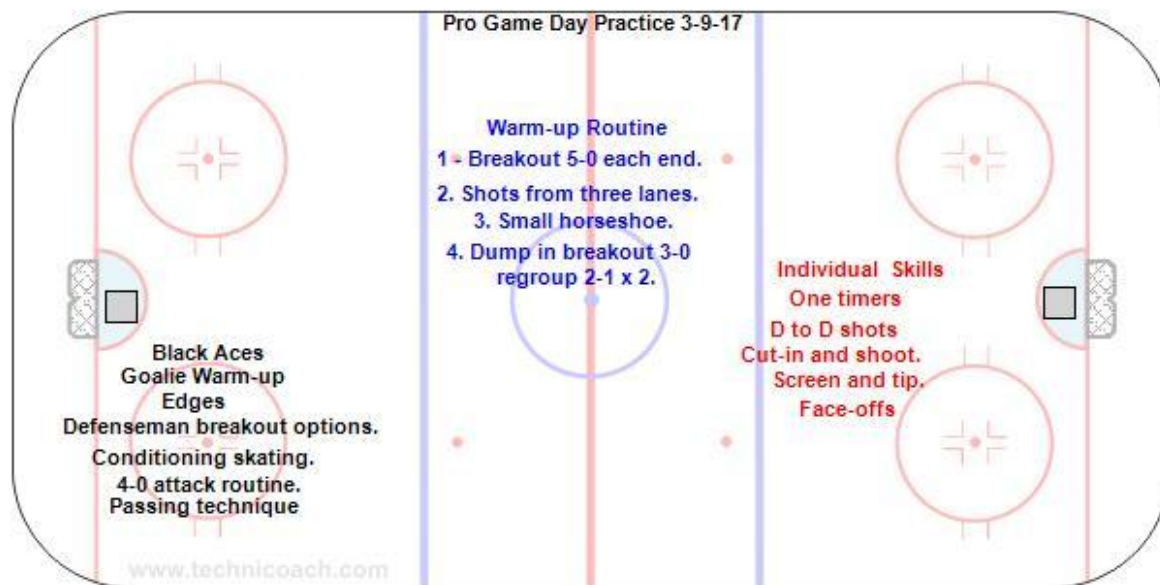 Pro Game Day Practice 3-9-17
Warm-up Routine
1 - Breakout 5-0 each end.
2. Shots from three lanes.
3. Small horseshoe.
4. Dump in breakout 3-0
regroup 2-1 x 2.
Individual Skills
One timers
D to D shots
Cut-in and shoot.
Screen and tip.
Face-offs
Black Aces
Goalie Warm-up
Edges
Defenseman breakout options.
Conditioning skating.
4-0 attack routine.
Passing technique
www.technicoach.com